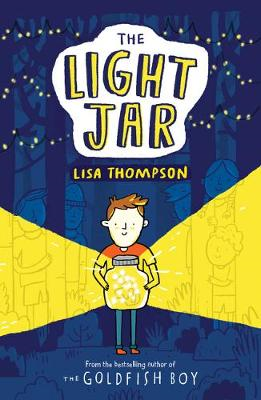 THE
LIGHT
JAR
LISA THOMPSON
From the bestselling author of
THE GOLDFISH BOY